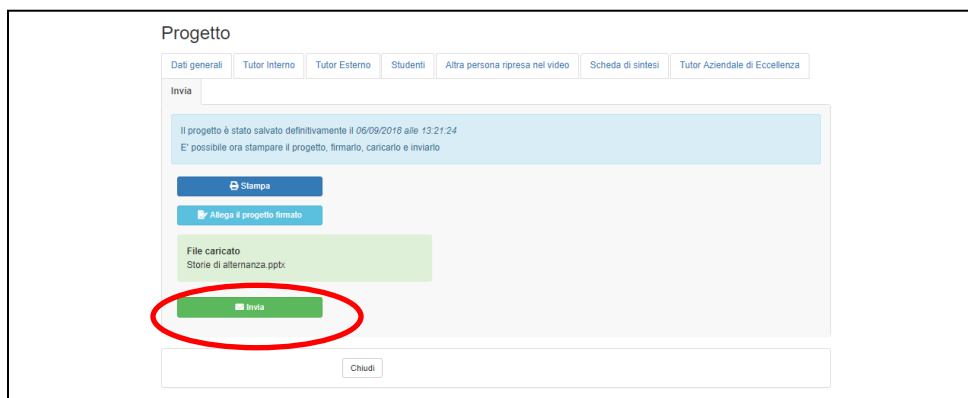 Progetto
Dati generali Tutor Interno Tutor Esterno Studenti Altra persona ripresa nel video Scheda di sintesi Tutor Aziendale di Eccellenza
Invia
Il progetto è stato salvato definitivamente il 06/09/2018 alle 13:21:24
E' possibile ora stampare il progetto, firmarlo, caricarlo e inviarlo
Stampa
Allega il progetto firmato
File caricato
Storie di alternanza.pptx
Invia
Chiudi